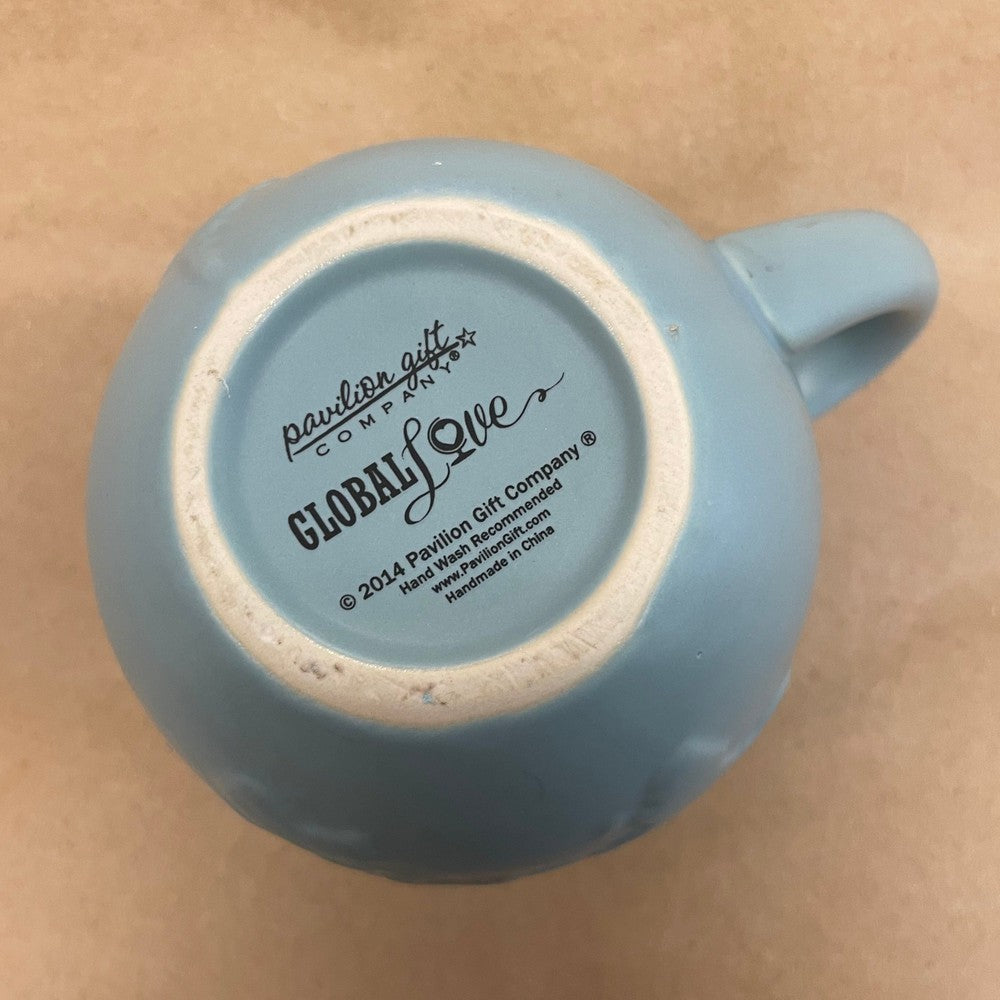 pavilion gift
COMPANY®
GLOBAL Love
© 2014 Pavilion Gift Company ®
Hand Wash Recommended
www.PavilionGift.com
Handmade in China